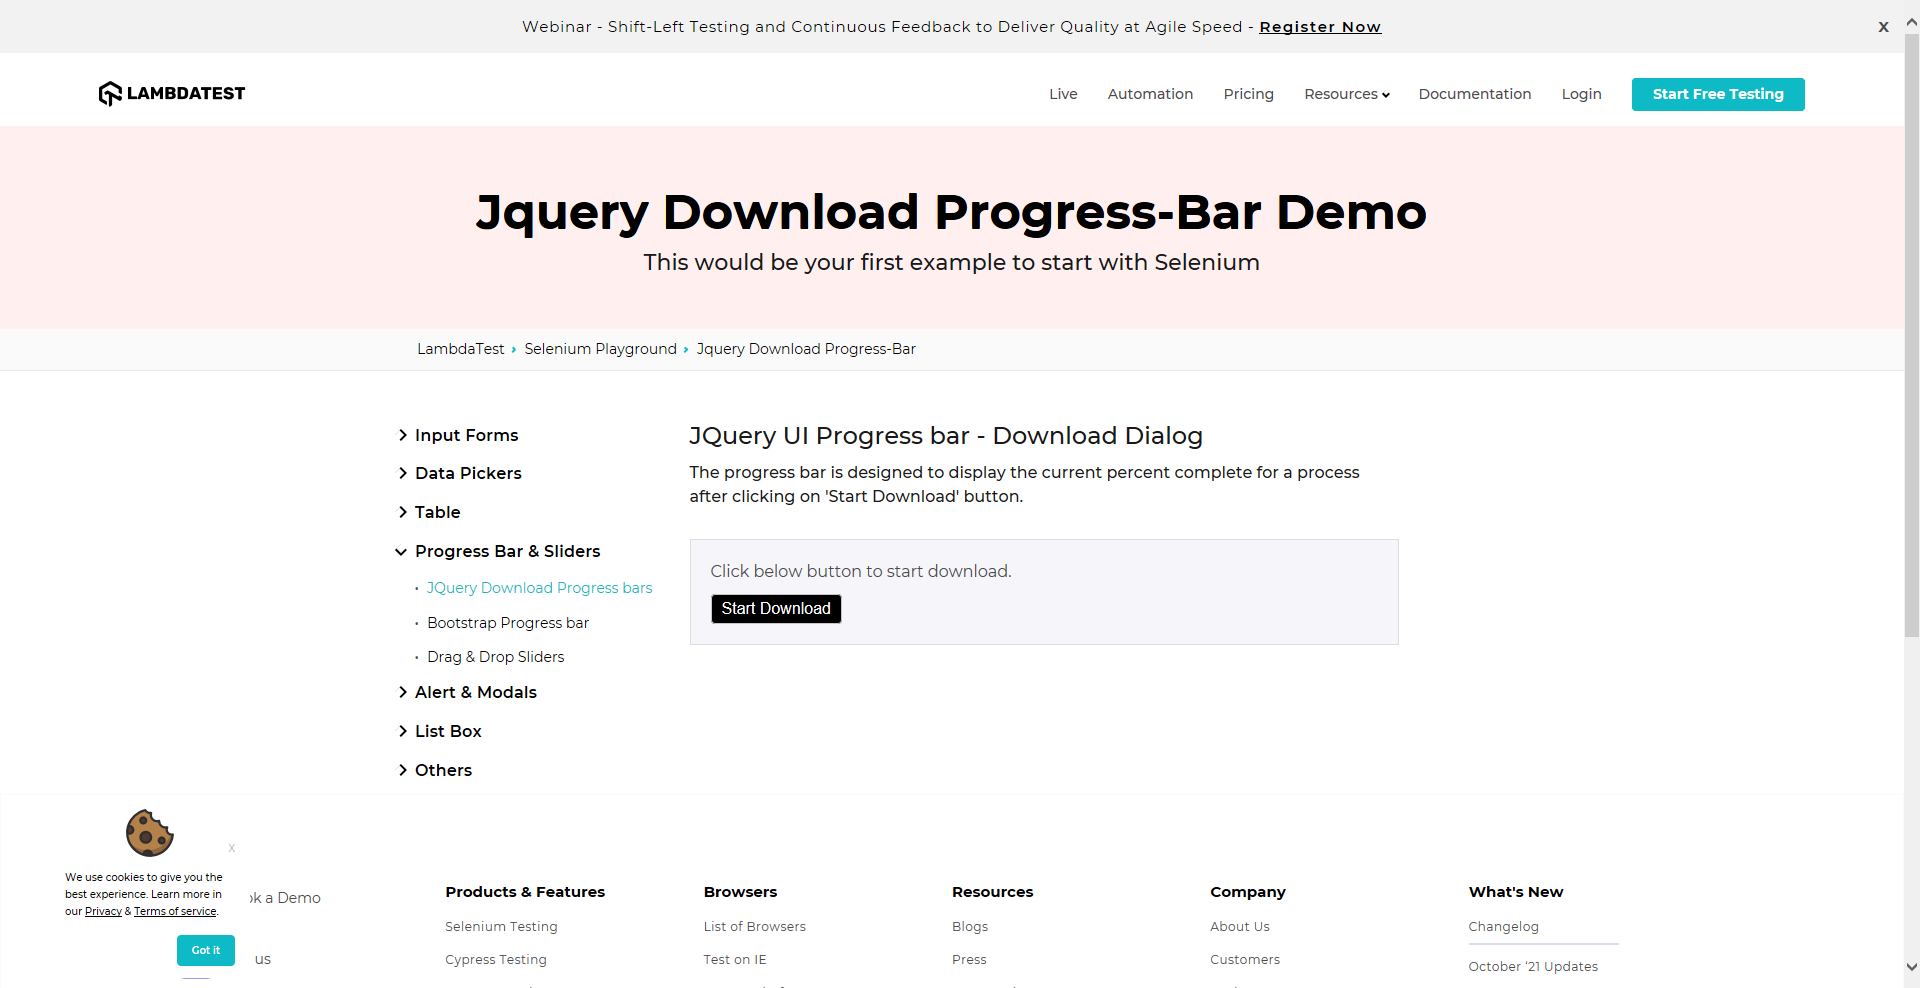 Webinar - Shift-Left Testing and Continuous Feedback to Deliver Quality at Agile Speed - Register Now
X
LAMBDATEST
Live
Automation
Pricing
Resources
Documentation
Login
Start Free Testing
Jquery Download Progress-Bar Demo
This would be your first example to start with Selenium
LambdaTest › Selenium Playground › Jquery Download Progress-Bar
Input Forms
Data Pickers
Table
Progress Bar & Sliders
· JQuery Download Progress bars
· Bootstrap Progress bar
· Drag & Drop Sliders
Alert & Modals
List Box
Others
JQuery UI Progress bar - Download Dialog
The progress bar is designed to display the current percent complete for a process
after clicking on 'Start Download' button.
Click below button to start download.
Start Download
X
We use cookies to give you the
best experience. Learn more in
our Privacy & Terms of service.
Got it
a Demo
us
Products & Features
Selenium Testing
Cypress Testing
Browsers
List of Browsers
Test on IE
Resources
Blogs
Press
Company
About Us
Customers
What's New
Changelog
October '21 Updates